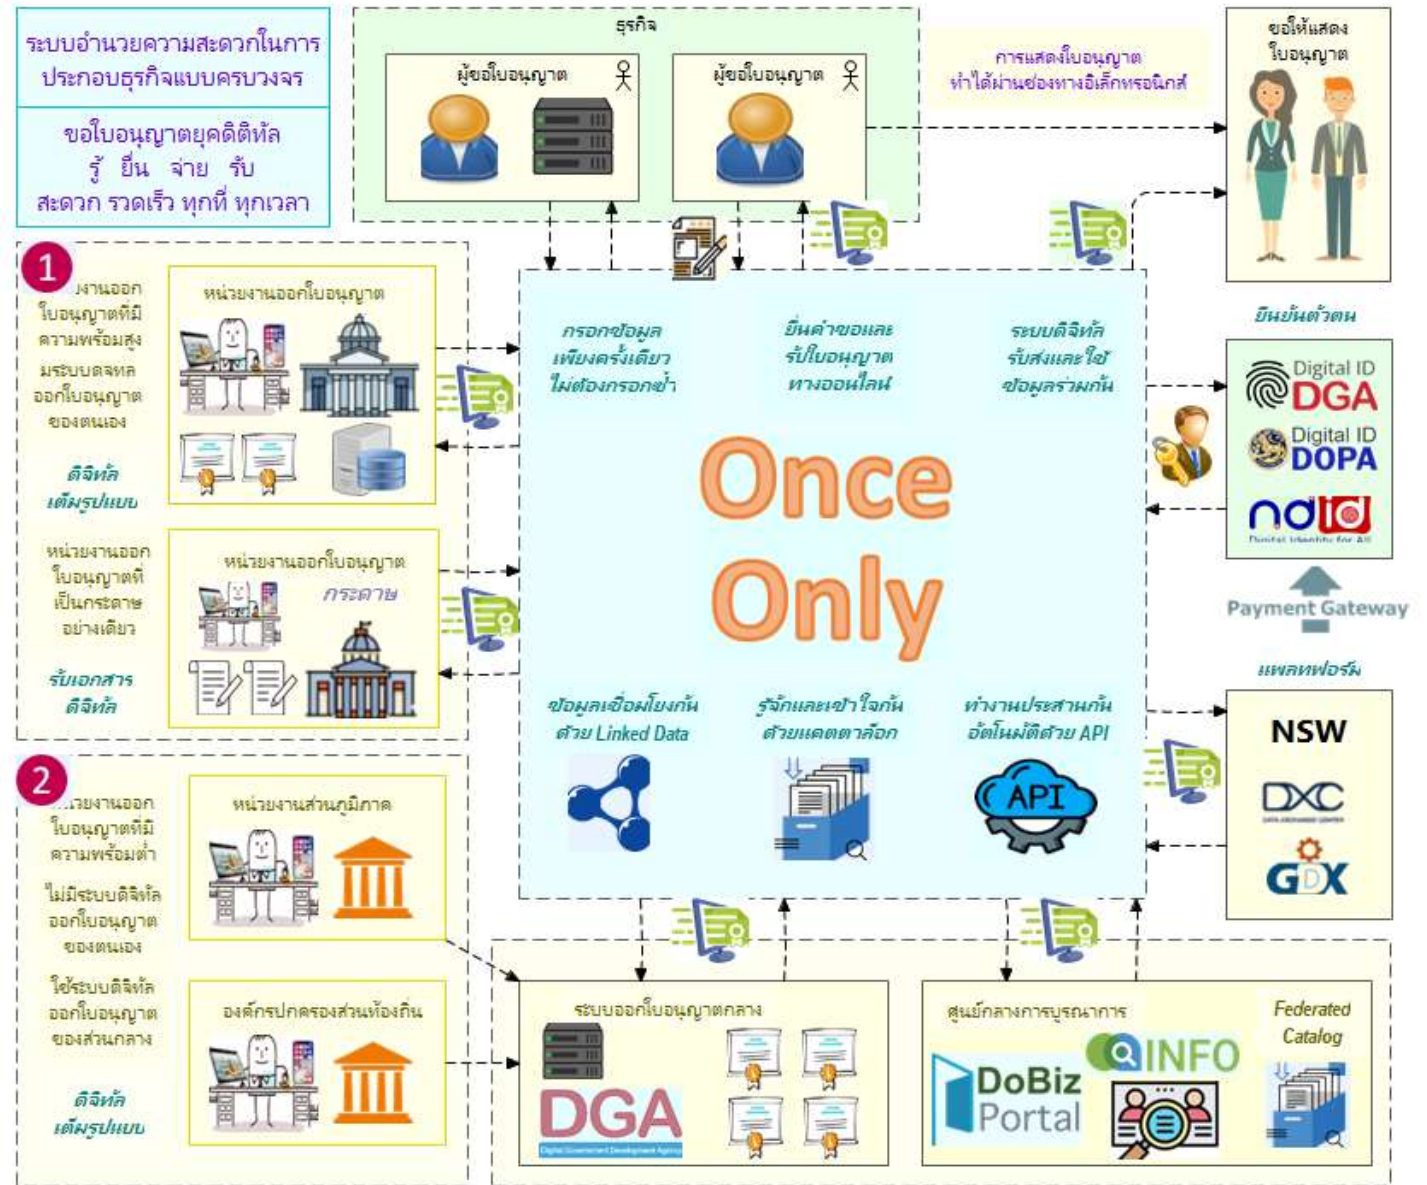 ระบบอำนวยความสะดวกในการ
ประกอบธุรกิจแบบครบวงจร
ขอใบอนุญาตยุคดิติทัล
รู้ ยื่น จ่าย รับ
สะดวก รวดเร็ว ทุกที่ ทุกเวลา
ธุรกิจ
ผู้ขอใบอนุญาต
ผู้ขอใบอนุญาต
การแสดงใบอนุญาต
ทำได้ผ่านช่องทางอิเล็กทรอนิกส์
ขอให้แสดง
ใบอนุญาต
1
งานออก
ใบอนุญาตที่มี
ความพร้อมสูง
มีระบบดิจิทัล
ออกใบอนุญาต
ของตนเอง
ดิจิทัล
เต็มรูปแบบ
หน่วยงานออกใบอนุญาต
หน่วยงานออก
ใบอนุญาตที่
เป็นกระดาษ
อย่างเดียว
รับเอกสาร
ดิจิทัล
หน่วยงานออกใบอนุญาต
กระดาษ
กรอกข้อมูล
เพียงครั้งเดียว
ไม่ต้องกรอกซ้ำ
ยื่นคำขอและ
รับใบอนุญาต
ทางออนไลน์
ระบบดิจิทัล
รับส่งและใช้
ข้อมูลร่วมกัน
Once
Only
ข้อมูลเชื่อมโยงกัน
ด้วย Linked Data
รู้จักและเข้าใจกัน
ด้วยแคตตาล็อก
ทำงานประสานกัน
อัตโนมัติด้วย API
API
ยืนยันตัวตน
Digital ID
DGA
Digital ID
DOPA
ndid
Digital Identity for All
Payment Gateway
แพลทฟอร์ม
NSW
DXC
DATA EXCHANGE CENTER
GDX
2
หน่วยงานออก
ใบอนุญาตที่มี
ความพร้อมต่ำ
ไม่มีระบบดิจิทัล
ออกใบอนุญาต
ของตนเอง
ใช้ระบบดิจิทัล
ออกใบอนุญาต
ของส่วนกลาง
ดิจิทัล
เต็มรูปแบบ
หน่วยงานส่วนภูมิภาค
องค์กรปกครองส่วนท้องถิ่น
ระบบออกใบอนุญาตกลาง
DGA
Digital Government Development Agency
ศูนย์กลางการบูรณาการ
DoBiz
Portal
INFO
Federated
Catalog